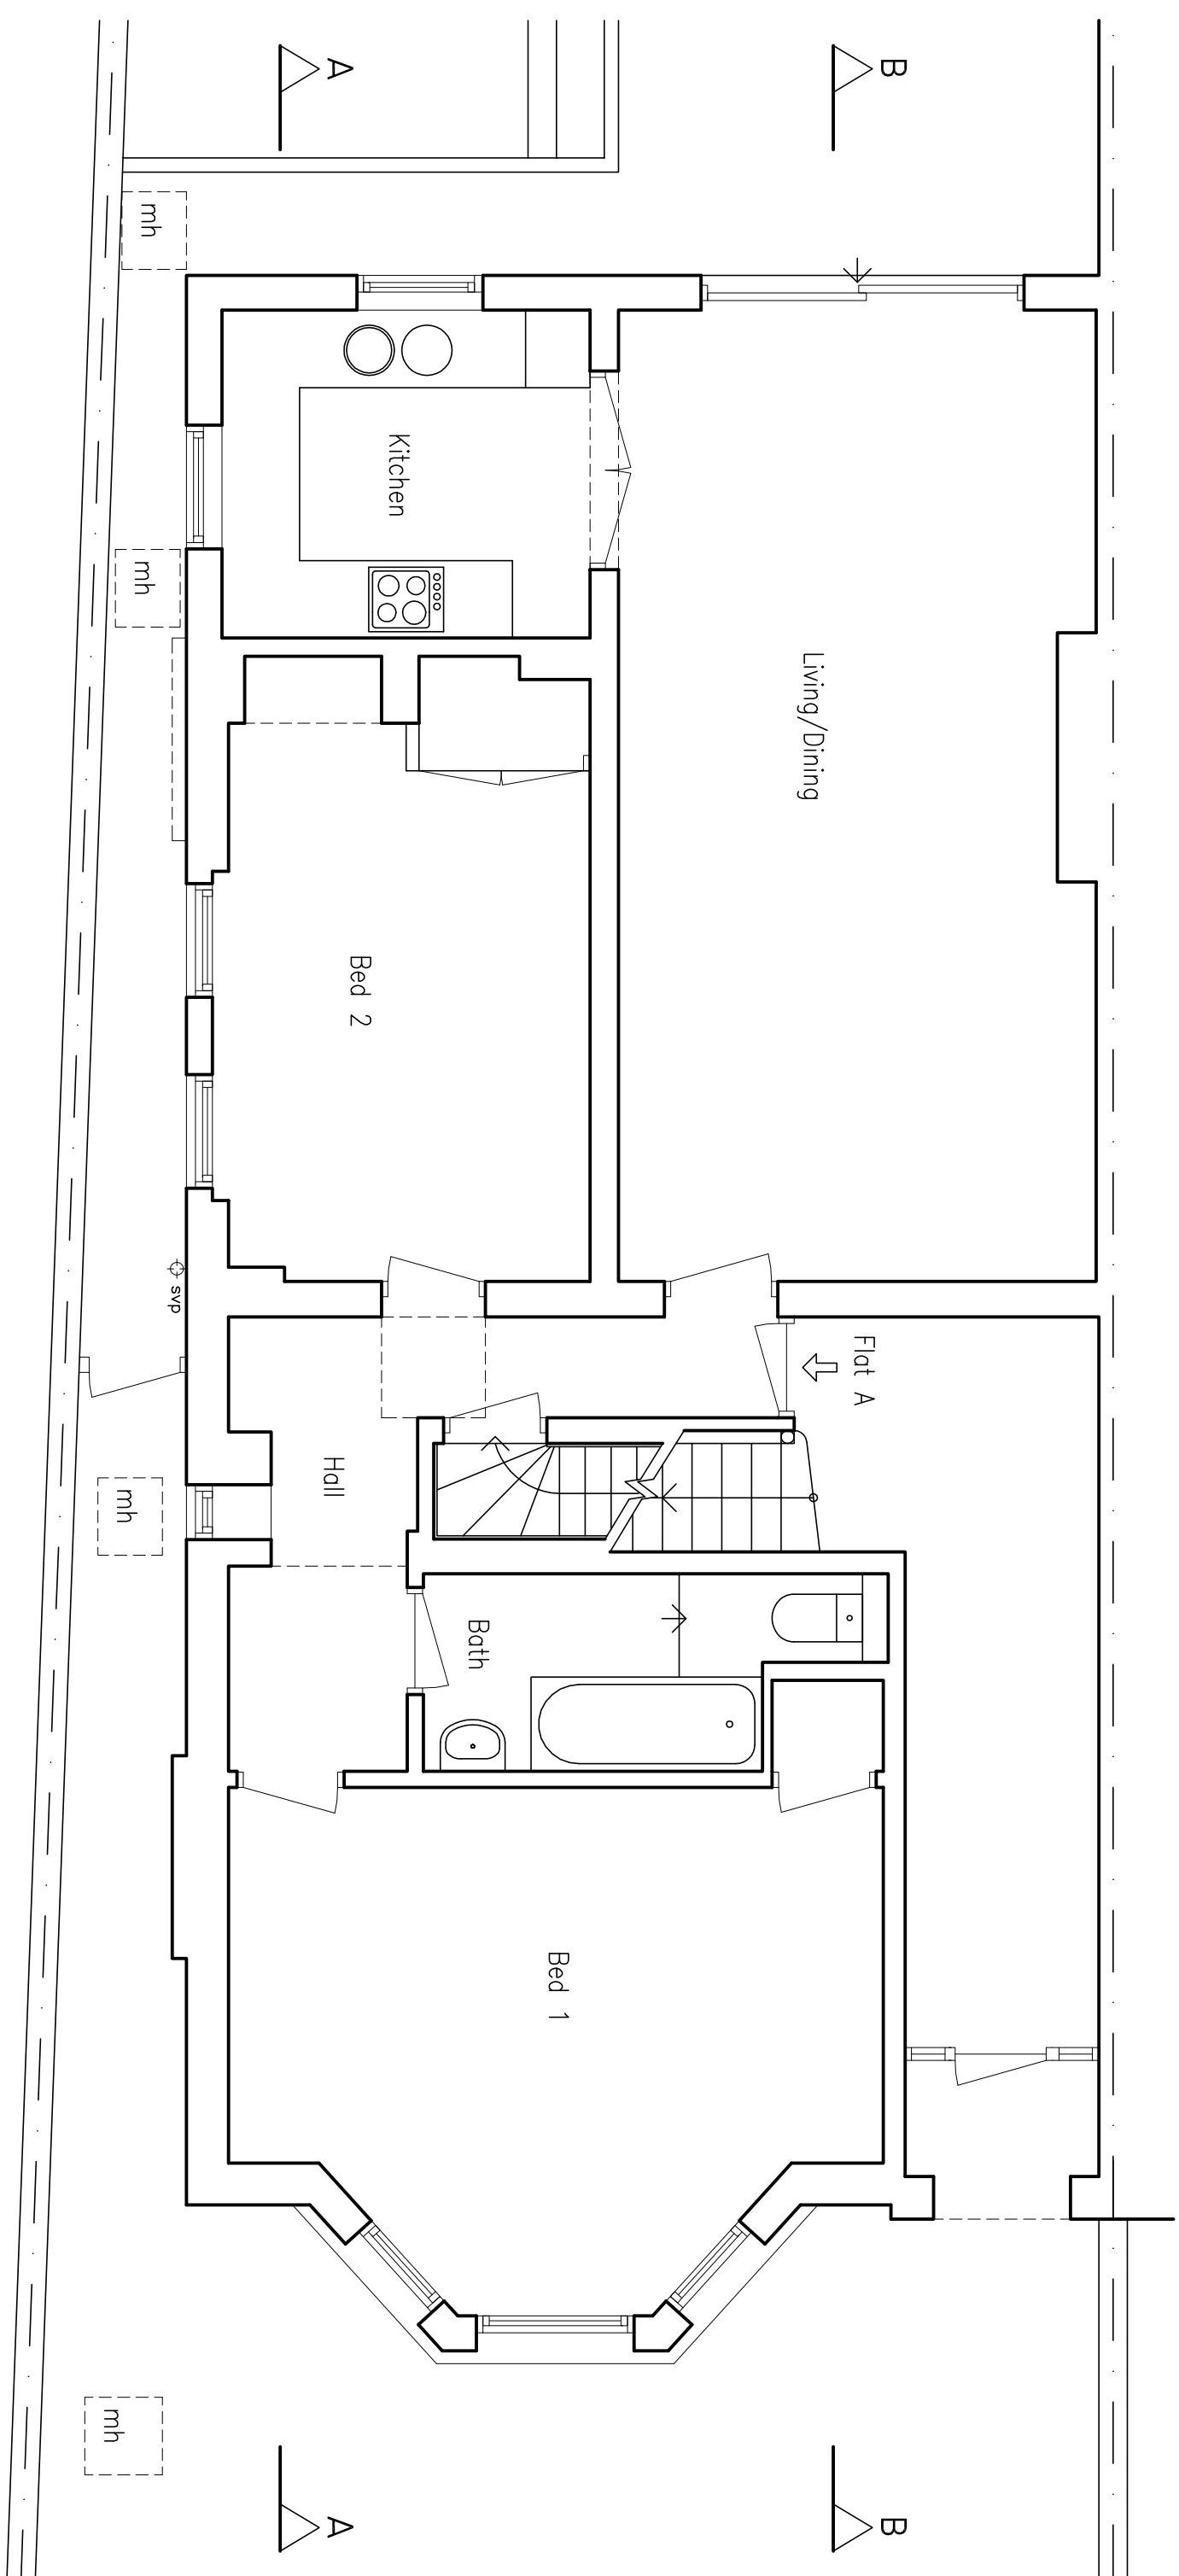 B
B
Living/Dining
Flat A
A
A
Kitchen
Bed 2
Hall
Bath
Bed 1
mh
mh
svp
mh
mh